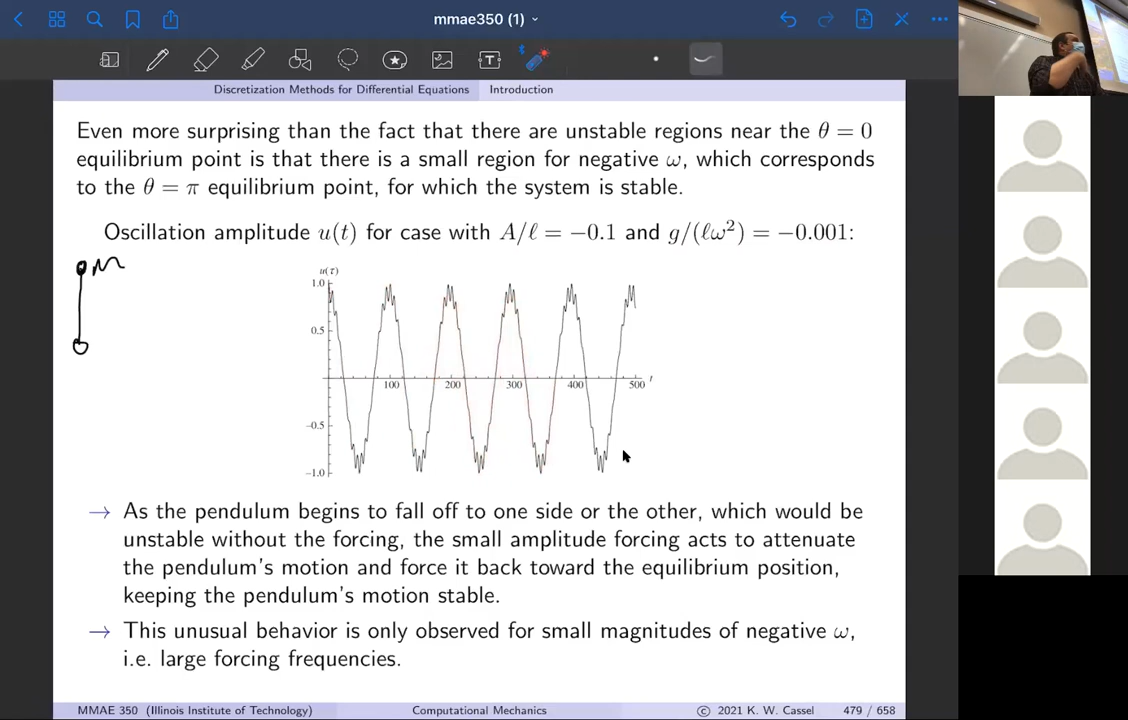 mmae350 (1)
Discretization Methods for Differential Equations Introduction
Even more surprising than the fact that there are unstable regions near the θ = 0
equilibrium point is that there is a small region for negative ω, which corresponds
to the θ = π equilibrium point, for which the system is stable.
Oscillation amplitude u(t) for case with A/ℓ = −0.1 and g/(ℓω²) = −0.001:
m
u(τ)
1.0
0.5
100 200 300 400 500 t
−0.5
−1.0
→ As the pendulum begins to fall off to one side or the other, which would be
unstable without the forcing, the small amplitude forcing acts to attenuate
the pendulum's motion and force it back toward the equilibrium position,
keeping the pendulum's motion stable.
→ This unusual behavior is only observed for small magnitudes of negative ω,
i.e. large forcing frequencies.
MMAE 350 (Illinois Institute of Technology) Computational Mechanics © 2021 K. W. Cassel 479 / 658